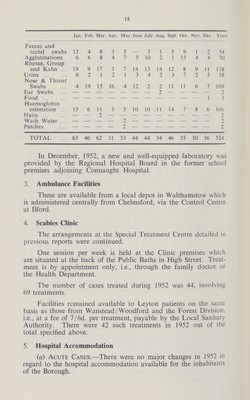 18
Jan. Feb. Mar. Apr. May June July Aug. Sept. Oct. Nov. Dec. Total
Faeces and
rectal swabs 13 4 8 5 5 — 3 1 5 9 1 2 54
Agglutinations 6 6 8 4 7 5 10 2 1 13 4 4 70
Rhesus, Group
and Kahn .. 19 9 17 3 7 14 15 14 12 8 9 11 138
Urine .. 6 2 1 2 1 3 4 2 3 7 2 5 38
Nose & Throat
Swabs .. 4 19 13 16 4 12 2 2 11 11 6 7 109
Ear Swabs ..
Food ..
Haemoglobin
estimation .. 15 6 11 5 5 10 10 11 14 7 8 6
Hairs .. 2
Wash Water ..
Patches ..
TOTAL .. 63 46 62 31 33 44 44 34 46 55 30 36 524
In December, 1952, a new and well-equipped laboratory was
provided by the Regional Hospital Board in the former school
premises adjoining Connaught Hospital.
3. Ambulance Facilities
These are available from a local depot in Walthamstow which
is administered centrally from Chelmsford, via the Control Centre
at Ilford.
4. Scabies Clinic
The arrangements at the Special Treatment Centre detailed in
previous reports were continued.
One session per week is held at the Clinic premises which
are situated at the back of the Public Baths in High Street. Treat-
ment is by appointment only, i.e., through the family doctor or
the Health Department.
The number of cases treated during 1952 was 44, involving
69 treatments.
Facilities remained available to Leyton patients on the same
basis as those from Wanstead/Woodford and the Forest Division,
i.e., at a fee of 7/6d. per treatment, payable by the Local Sanitary
Authority. There were 42 such treatments in 1952 out of the
total specified above.
5. Hospital Accommodation
(a) ACUTE CASES.—There were no major changes in 1952 in
regard to the hospital accommodation available for the inhabitants
of the Borough.